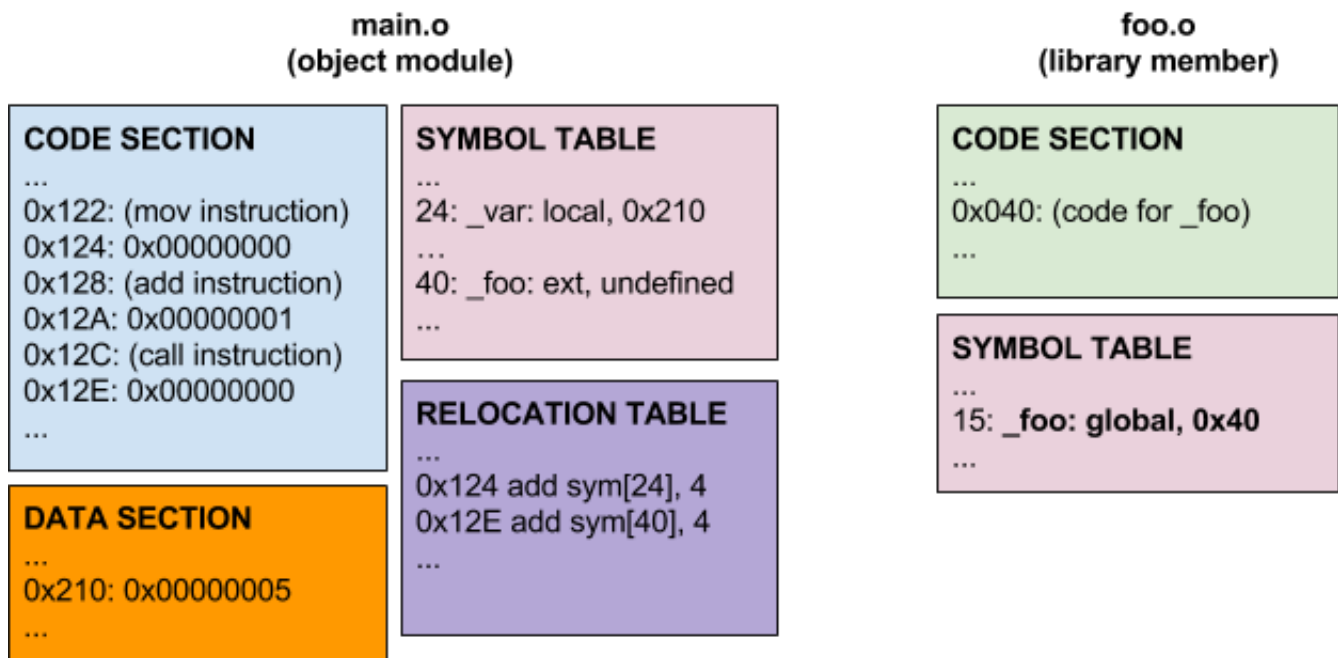 main.o
(object module)
CODE SECTION
...
0x122: (mov instruction)
0x124: 0x00000000
0x128: (add instruction)
0x12A: 0x00000001
0x12C: (call instruction)
0x12E: 0x00000000
...
DATA SECTION
...
0x210: 0x00000005
...
SYMBOL TABLE
...
24: _var: local, 0x210
...
40: _foo: ext, undefined
...
RELOCATION TABLE
...
0x124 add sym[24], 4
0x12E add sym[40], 4
...
foo.o
(library member)
CODE SECTION
...
0x040: (code for _foo)
...
SYMBOL TABLE
...
15: _foo: global, 0x40
...